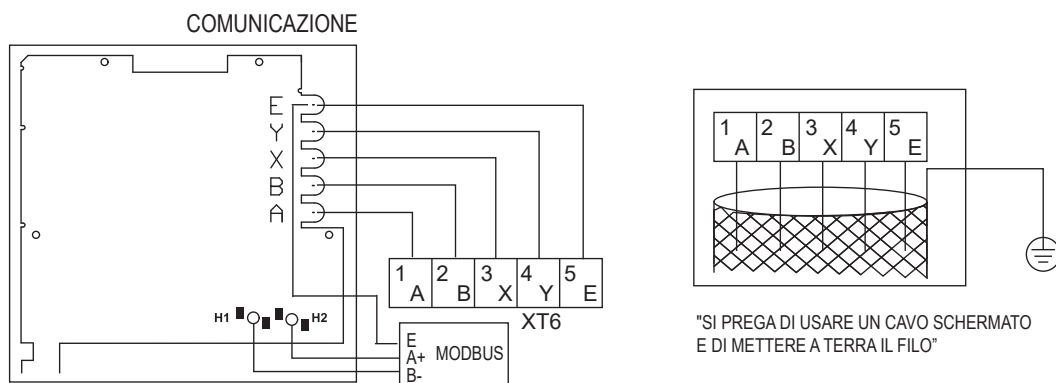 COMUNICAZIONE
E
Y
X
B
A
H1 H2
1 A 2 B 3 X 4 Y 5 E
XT6
E
A+ MODBUS
B-
1 A 2 B 3 X 4 Y 5 E
"SI PREGA DI USARE UN CAVO SCHERMATO
E DI METTERE A TERRA IL FILO”